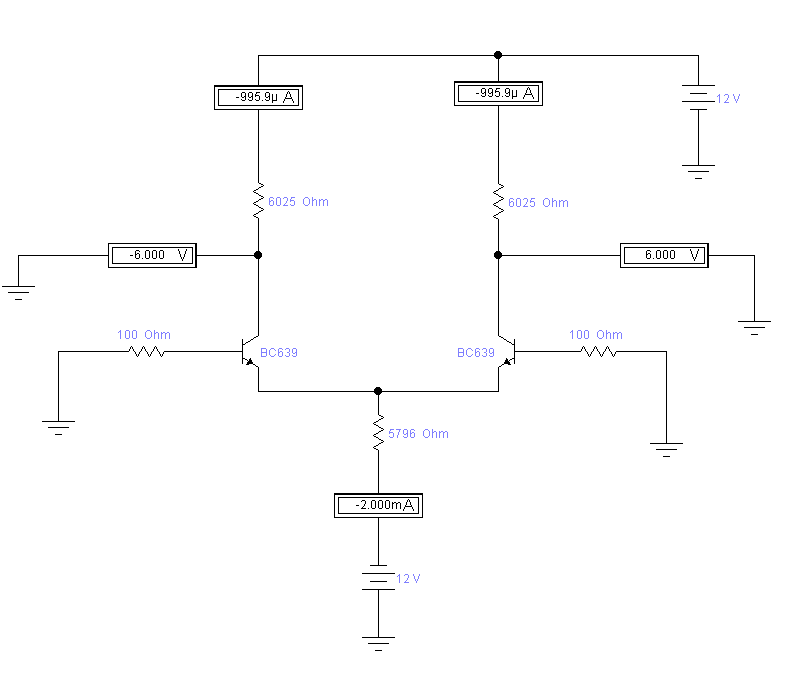 -995.9µ A
-995.9µ A
12 V
6025 Ohm
6025 Ohm
-6.000 V
6.000 V
100 Ohm
100 Ohm
BC639
BC639
5796 Ohm
-2.000mA
12 V